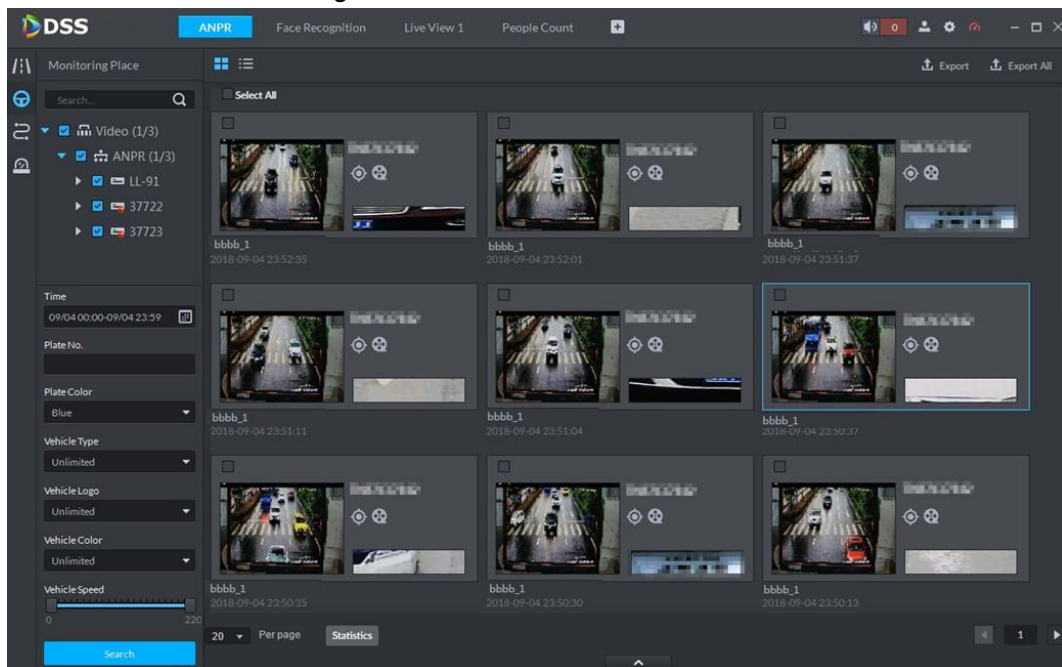 DSS
ANPR
Face Recognition
Live View 1
People Count
0
Monitoring Place
Export
Export All
Search...
Select All
Video (1/3)
ANPR (1/3)
LL-91
37722
37723
bbbb_1
2018-09-04 23:52:35
bbbb_1
2018-09-04 23:52:01
bbbb_1
2018-09-04 23:51:37
Time
09/04 00:00-09/04 23:59
Plate No.
Plate Color
Blue
Vehicle Type
Unlimited
Vehicle Logo
Unlimited
Vehicle Color
Unlimited
Vehicle Speed
0
220
Search
bbbb_1
2018-09-04 23:51:11
bbbb_1
2018-09-04 23:51:04
bbbb_1
2018-09-04 23:50:37
bbbb_1
2018-09-04 23:50:35
bbbb_1
2018-09-04 23:50:30
bbbb_1
2018-09-04 23:50:13
20
Per page
Statistics
1